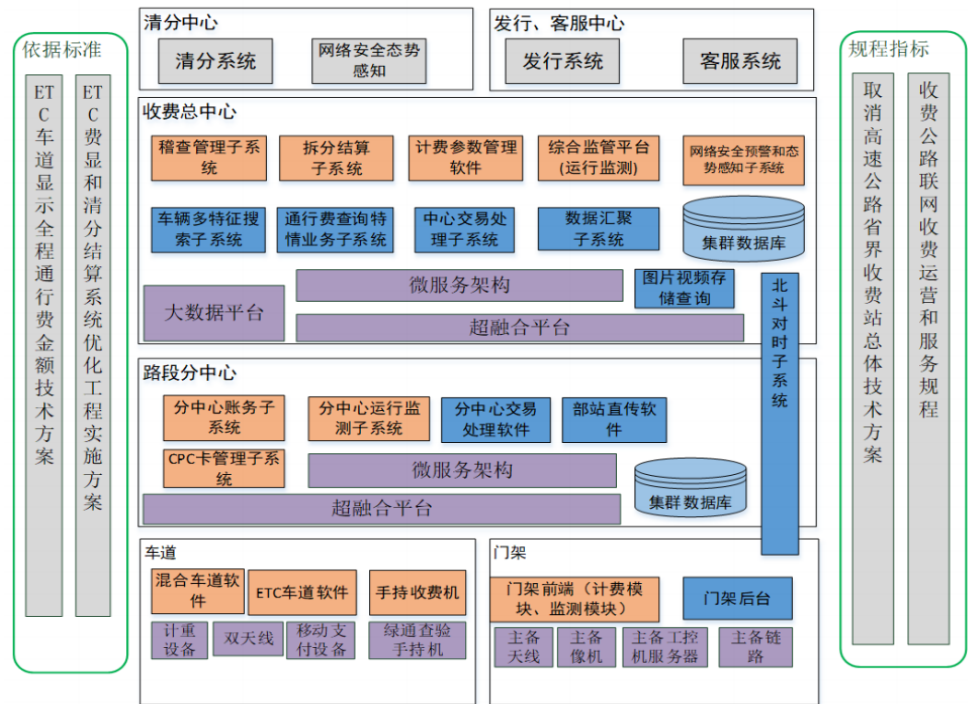 依据标准
ETC车道显示全程通行费金额技术方案
ETC费显和清分结算系统优化工程实施方案
清分中心
清分系统
网络安全态势
感知
发行、客服中心
发行系统
客服系统
收费总中心
稽查管理子系
统
拆分结算
子系统
计费参数管理
软件
综合监管平台
(运行监测)
网络安全预警和态
势感知子系统
车辆多特征搜
索子系统
通行费查询特
情业务子系统
中心交易处
理子系统
数据汇聚
子系统
集群数据库
大数据平台
微服务架构
图片视频存
储查询
超融合平台
北斗对时子系统
路段分中心
分中心账务子
系统
分中心运行监
测子系统
分中心交易
处理软件
部站直传软
件
CPC卡管理子系
统
微服务架构
超融合平台
集群数据库
车道
混合车道软
件
ETC车道软件
手持收费机
计重
设备
双天线
移动支
付设备
绿通查验
手持机
门架
门架前端（计费模
块、监测模块）
门架后台
主备
天线
主备
像机
主备工控
机服务器
主备链
路
规程指标
取消高速公路省界收费站总体技术方案
收费公路联网收费运营和服务规程